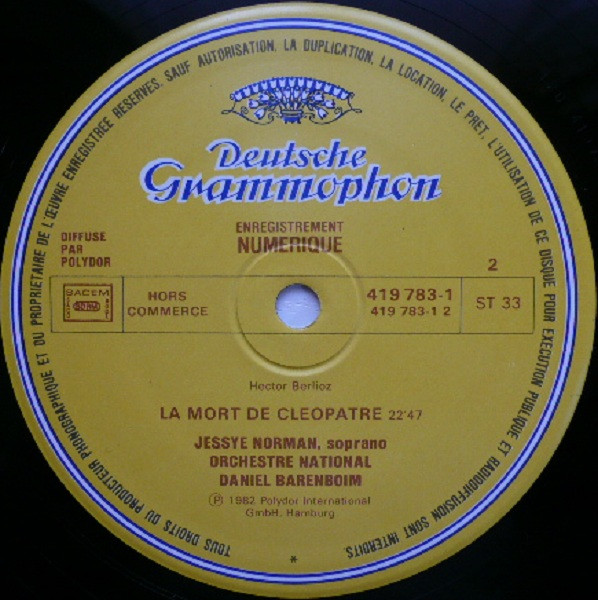 TOUS DROITS DU PRODUCTEUR PHONOGRAPHIQUE ET DU PROPRIETAIRE DE L'ŒUVRE ENREGISTREE RESERVES. SAUF AUTORISATION, LA DUPLICATION, LA LOCATION, LE PRET, L'UTILISATION DE CE DISQUE POUR EXECUTION PUBLIQUE ET RADIODIFFUSION SONT INTERDITS.
Deutsche
Grammophon
ENREGISTREMENT
NUMERIQUE
DIFFUSE
PAR
POLYDOR
2
SACEM
HORS
COMMERCE
419 783-1
419 783-1 2
ST 33
Hector Berlioz
LA MORT DE CLEOPATRE 22'47
JESSYE NORMAN, soprano
ORCHESTRE NATIONAL
DANIEL BARENBOIM
Ⓟ 1982 Polydor International
GmbH, Hamburg
*